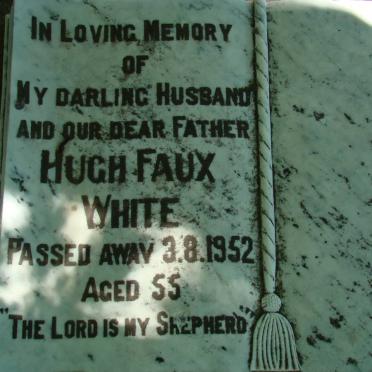 In Loving Memory
of
My darling Husband
and our dear Father
Hugh Faux
White
Passed away 3.8.1952
Aged 55
"The Lord is my Shepherd"